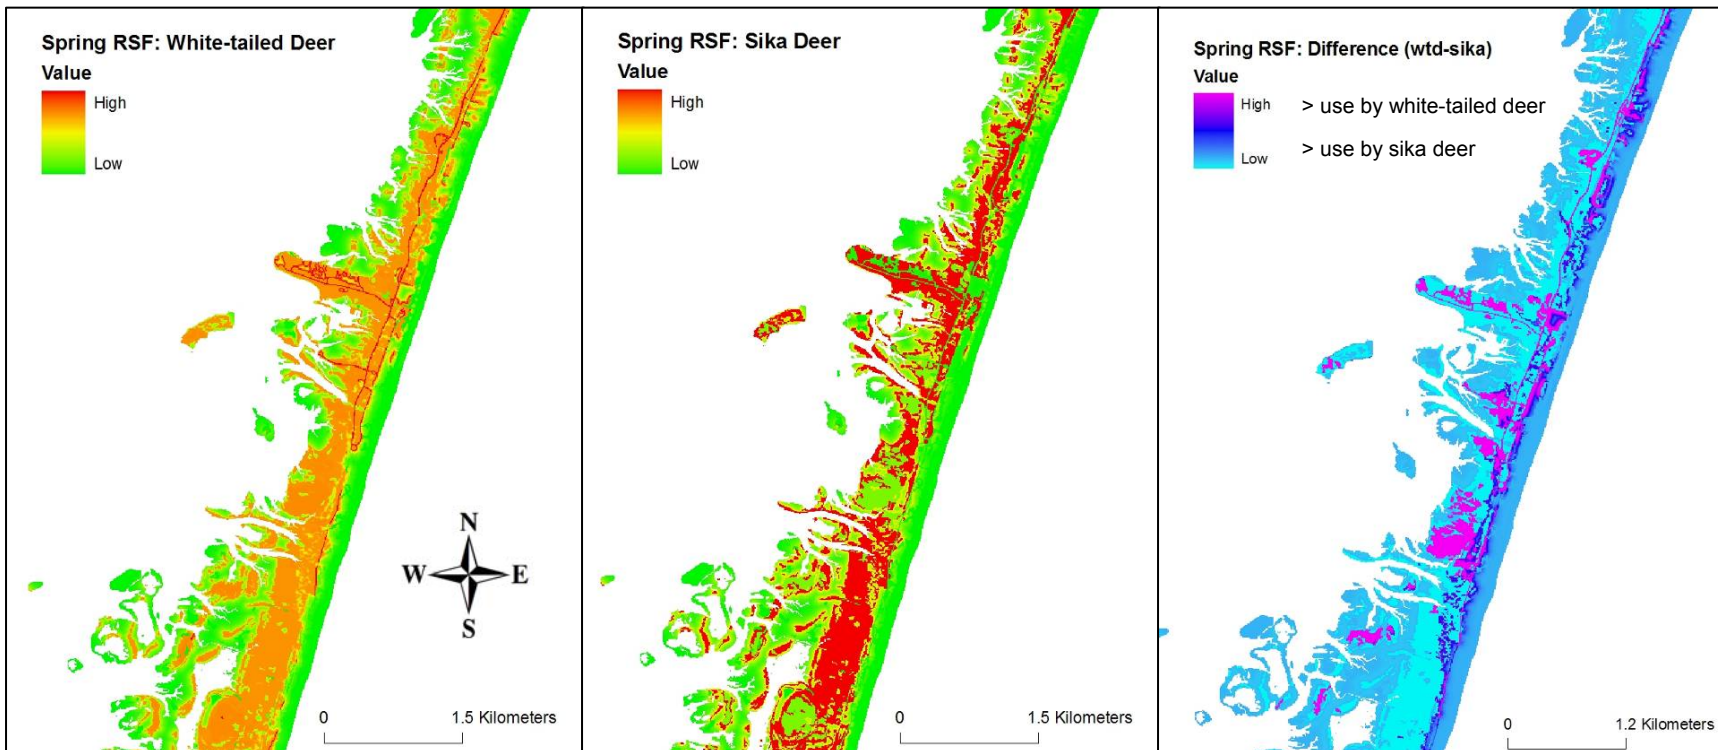 Spring RSF: White-tailed Deer
Value
High
Low
N
W E
S
0 1.5 Kilometers
Spring RSF: Sika Deer
Value
High
Low
0 1.5 Kilometers
Spring RSF: Difference (wtd-sika)
Value
High > use by white-tailed deer
Low > use by sika deer
0 1.2 Kilometers